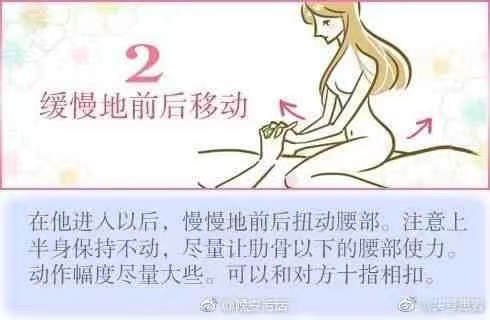 2
缓慢地前后移动
在他进入以后，慢慢地前后扭动腰部。注意上
半身保持不动，尽量让肋骨以下的腰部使力。
动作幅度尽量大些。可以和对方十指相扣。